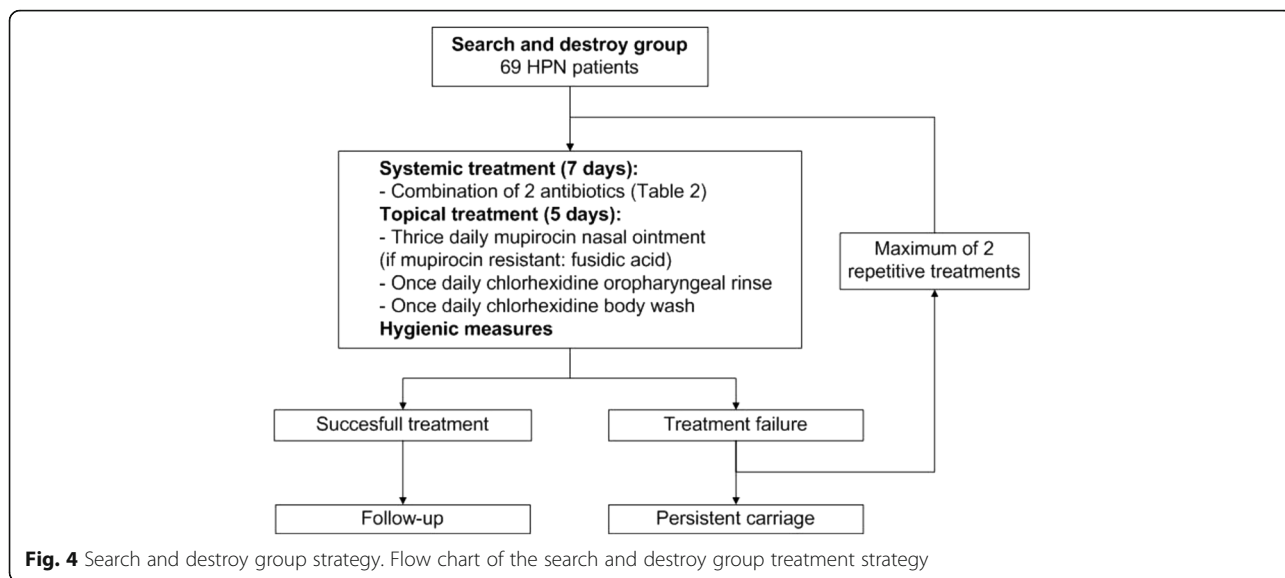 Search and destroy group
69 HPN patients
Systemic treatment (7 days):
- Combination of 2 antibiotics (Table 2)
Topical treatment (5 days):
- Thrice daily mupirocin nasal ointment
(if mupirocin resistant: fusidic acid)
- Once daily chlorhexidine oropharyngeal rinse
- Once daily chlorhexidine body wash
Hygienic measures
Maximum of 2
repetitive treatments
Succesfull treatment
Treatment failure
Follow-up
Persistent carriage
Fig. 4 Search and destroy group strategy. Flow chart of the search and destroy group treatment strategy